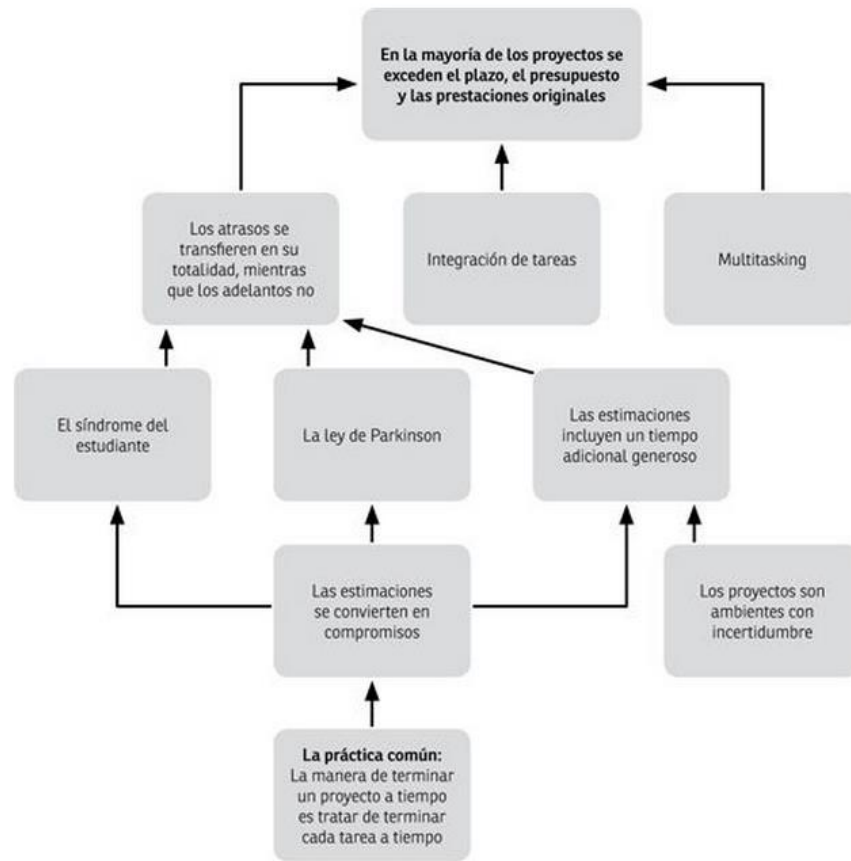 En la mayoría de los proyectos se
exceden el plazo, el presupuesto
y las prestaciones originales
Los atrasos se
transfieren en su
totalidad, mientras
que los adelantos no
Integración de tareas
Multitasking
El síndrome del
estudiante
La ley de Parkinson
Las estimaciones
incluyen un tiempo
adicional generoso
Las estimaciones
se convierten en
compromisos
Los proyectos son
ambientes con
incertidumbre
La práctica común:
La manera de terminar
un proyecto a tiempo
es tratar de terminar
cada tarea a tiempo